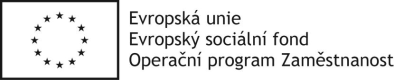 Evropská unie
Evropský sociální fond
Operační program Zaměstnanost